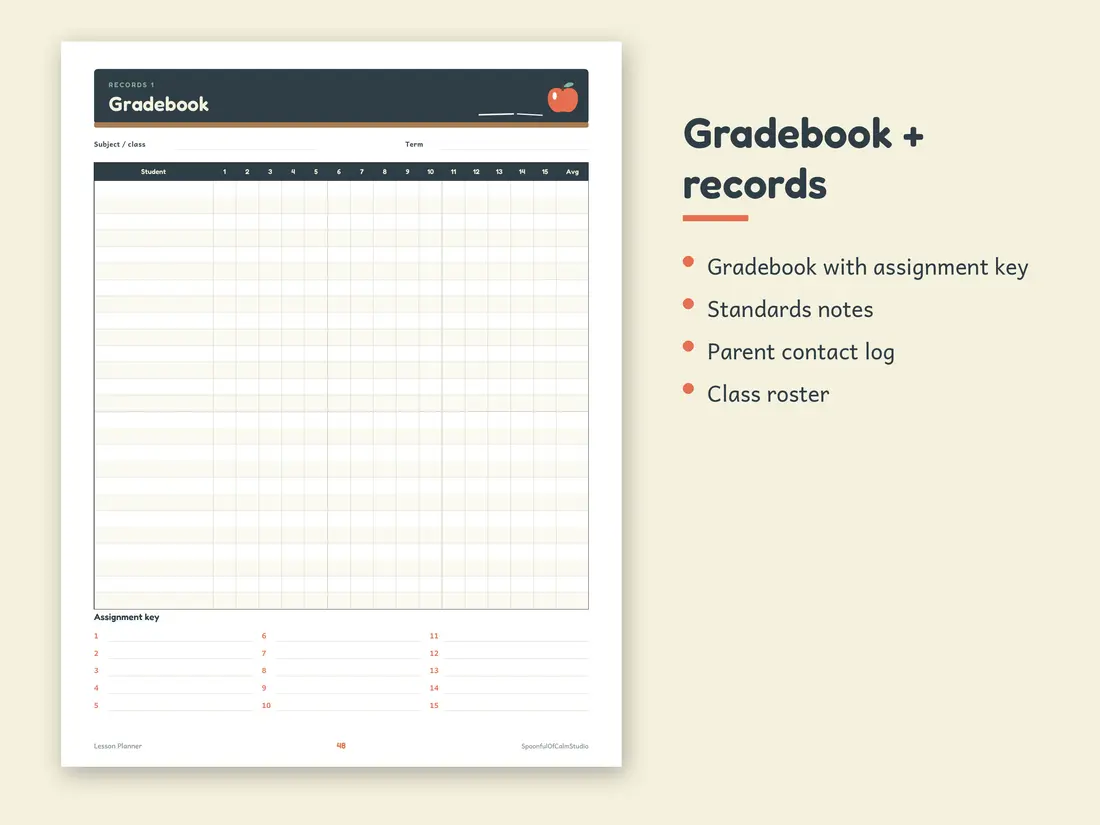 RECORDS 1
Gradebook
Subject / class
Term
Student 1 2 3 4 5 6 7 8 9 10 11 12 13 14 15 Avg
Assignment key
1 6 11
2 7 12
3 8 13
4 9 14
5 10 15
Lesson Planner 48 SpoonfulOfCalmStudio
Gradebook +
records
Gradebook with assignment key
Standards notes
Parent contact log
Class roster